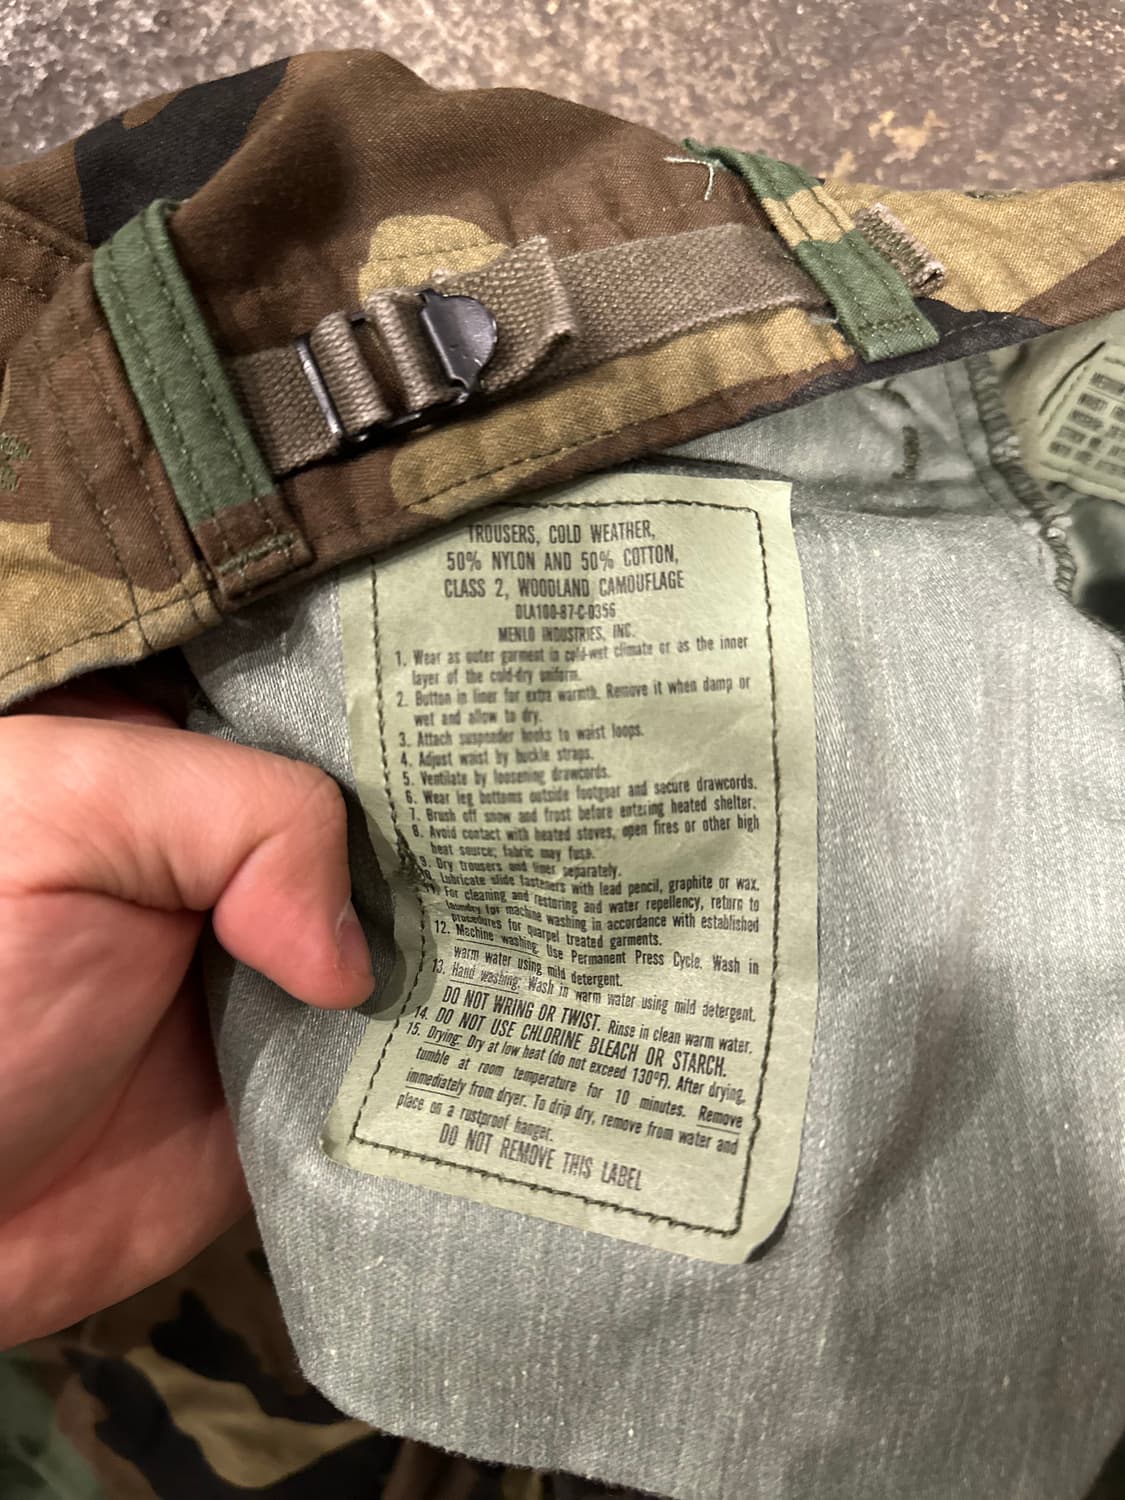 TROUSERS, COLD WEATHER,
50% NYLON AND 50% COTTON,
CLASS 2, WOODLAND CAMOUFLAGE
DLA100-87-C-0356
MENLO INDUSTRIES, INC.
1. Wear as outer garment in cold-wet climate or as the inner
layer of the cold-dry uniform.
2. Button in liner for extra warmth. Remove it when damp or
wet and allow to dry.
3. Attach suspender hooks to waist loops.
4. Adjust waist by buckle straps.
5. Ventilate by loosening drawcords.
6. Wear leg bottoms outside footgear and secure drawcords.
7. Brush off snow and frost before entering heated shelter.
8. Avoid contact with heated stoves, open fires or other high
heat source; fabric may fuse.
9. Dry trousers and liner separately.
10. Lubricate slide fasteners with lead pencil, graphite or wax.
11. For cleaning and restoring and water repellency, return to
laundry for machine washing in accordance with established
procedures for quarpel treated garments.
12. Machine washing: Use Permanent Press Cycle. Wash in
warm water using mild detergent.
13. Hand washing: Wash in warm water using mild detergent.
DO NOT WRING OR TWIST. Rinse in clean warm water.
14. DO NOT USE CHLORINE BLEACH OR STARCH.
15. Drying: Dry at low heat (do not exceed 130°F). After drying,
tumble at room temperature for 10 minutes. Remove
immediately from dryer. To drip dry, remove from water and
place on a rustproof hanger.
DO NOT REMOVE THIS LABEL